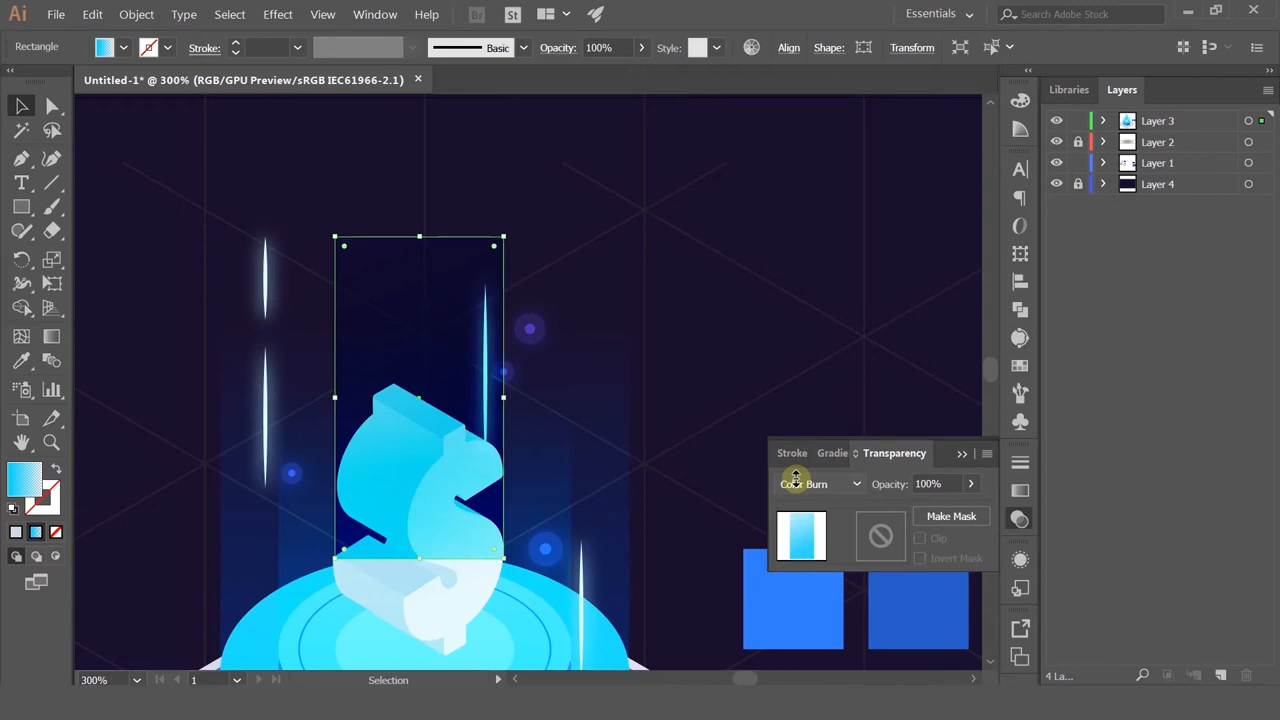 Ai File Edit Object Type Select Effect View Window Help Br St Essentials Search Adobe Stock
Rectangle Stroke: Basic Opacity: 100% Style: Align Shape: Transform
Untitled-1* @ 300% (RGB/GPU Preview/sRGB IEC61966-2.1)
Libraries Layers
Layer 3
Layer 2
Layer 1
Layer 4
Stroke Gradie Transparency
Color Burn Opacity: 100%
Make Mask
Clip
Invert Mask
300% 1 Selection 4 La...